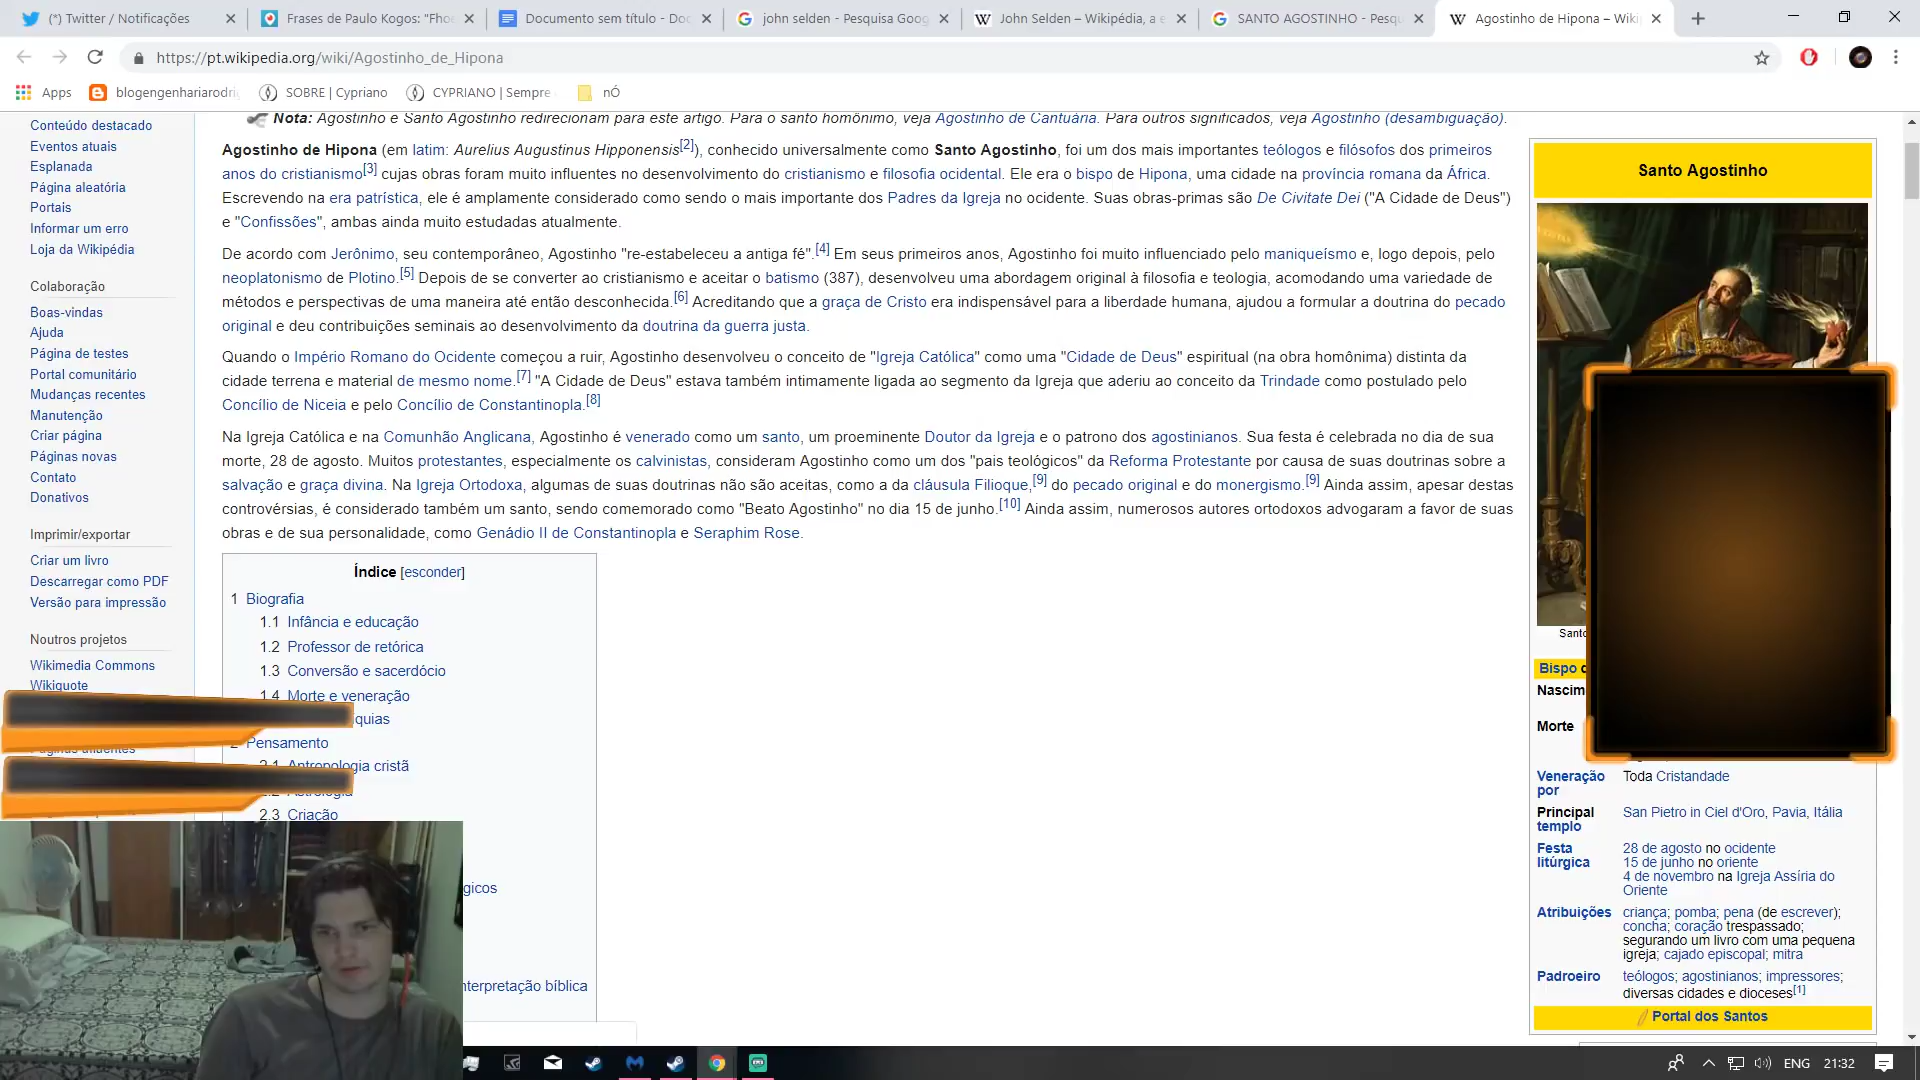 (*) Twitter / Notificações
Frases de Paulo Kogos: "Fho
Documento sem título - Do
john selden - Pesquisa Goog
John Selden – Wikipédia, a e
SANTO AGOSTINHO - Pesqu
Agostinho de Hipona – Wiki
https://pt.wikipedia.org/wiki/Agostinho_de_Hipona
Apps
blogengenhariarodri
SOBRE | Cypriano
CYPRIANO | Sempre
nÓ
Conteúdo destacado
Eventos atuais
Esplanada
Página aleatória
Portais
Informar um erro
Loja da Wikipédia
Colaboração
Boas-vindas
Ajuda
Página de testes
Portal comunitário
Mudanças recentes
Manutenção
Criar página
Páginas novas
Contato
Donativos
Imprimir/exportar
Criar um livro
Descarregar como PDF
Versão para impressão
Noutros projetos
Wikimedia Commons
Wikiquote
Páginas afluentes
Nota: Agostinho e Santo Agostinho redirecionam para este artigo. Para o santo homônimo, veja Agostinho de Cantuária. Para outros significados, veja Agostinho (desambiguação).
Agostinho de Hipona (em latim: Aurelius Augustinus Hipponensis[2]), conhecido universalmente como Santo Agostinho, foi um dos mais importantes teólogos e filósofos dos primeiros
anos do cristianismo[3] cujas obras foram muito influentes no desenvolvimento do cristianismo e filosofia ocidental. Ele era o bispo de Hipona, uma cidade na província romana da África.
Escrevendo na era patrística, ele é amplamente considerado como sendo o mais importante dos Padres da Igreja no ocidente. Suas obras-primas são De Civitate Dei ("A Cidade de Deus")
e "Confissões", ambas ainda muito estudadas atualmente.
De acordo com Jerônimo, seu contemporâneo, Agostinho "re-estabeleceu a antiga fé".[4] Em seus primeiros anos, Agostinho foi muito influenciado pelo maniqueísmo e, logo depois, pelo
neoplatonismo de Plotino.[5] Depois de se converter ao cristianismo e aceitar o batismo (387), desenvolveu uma abordagem original à filosofia e teologia, acomodando uma variedade de
métodos e perspectivas de uma maneira até então desconhecida.[6] Acreditando que a graça de Cristo era indispensável para a liberdade humana, ajudou a formular a doutrina do pecado
original e deu contribuições seminais ao desenvolvimento da doutrina da guerra justa.
Quando o Império Romano do Ocidente começou a ruir, Agostinho desenvolveu o conceito de "Igreja Católica" como uma "Cidade de Deus" espiritual (na obra homônima) distinta da
cidade terrena e material de mesmo nome.[7] "A Cidade de Deus" estava também intimamente ligada ao segmento da Igreja que aderiu ao conceito da Trindade como postulado pelo
Concílio de Niceia e pelo Concílio de Constantinopla.[8]
Na Igreja Católica e na Comunhão Anglicana, Agostinho é venerado como um santo, um proeminente Doutor da Igreja e o patrono dos agostinianos. Sua festa é celebrada no dia de sua
morte, 28 de agosto. Muitos protestantes, especialmente os calvinistas, consideram Agostinho como um dos "pais teológicos" da Reforma Protestante por causa de suas doutrinas sobre a
salvação e graça divina. Na Igreja Ortodoxa, algumas de suas doutrinas não são aceitas, como a da cláusula Filioque,[9] do pecado original e do monergismo.[9] Ainda assim, apesar destas
controvérsias, é considerado também um santo, sendo comemorado como "Beato Agostinho" no dia 15 de junho.[10] Ainda assim, numerosos autores ortodoxos advogaram a favor de suas
obras e de sua personalidade, como Genádio II de Constantinopla e Seraphim Rose.
Índice [esconder]
1 Biografia
1.1 Infância e educação
1.2 Professor de retórica
1.3 Conversão e sacerdócio
1.4 Morte e veneração
quias
2 Pensamento
2.1 Antropologia cristã
2.2 Astrologia
2.3 Criação
gicos
nterpretação bíblica
Santo Agostinho
Santo
Bispo
Nascim
Morte
Veneração por Toda Cristandade
Principal templo San Pietro in Ciel d'Oro, Pavia, Itália
Festa litúrgica 28 de agosto no ocidente
15 de junho no oriente
4 de novembro na Igreja Assíria do
Oriente
Atribuições criança; pomba; pena (de escrever);
concha; coração trespassado;
segurando um livro com uma pequena
igreja; cajado episcopal; mitra
Padroeiro teólogos; agostinianos; impressores;
diversas cidades e dioceses[1]
Portal dos Santos
ENG 21:32